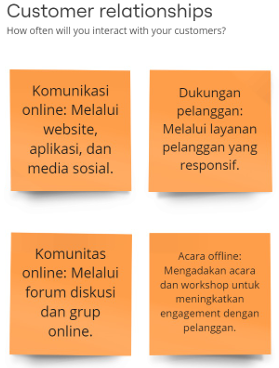 Customer relationships
How often will you interact with your customers?
Komunikasi
online: Melalui
website,
aplikasi, dan
media sosial.
Dukungan
pelanggan:
Melalui layanan
pelanggan yang
responsif.
Komunitas
online: Melalui
forum diskusi
dan grup
online.
Acara offline:
Mengadakan acara
dan workshop untuk
meningkatkan
engagement dengan
pelanggan.